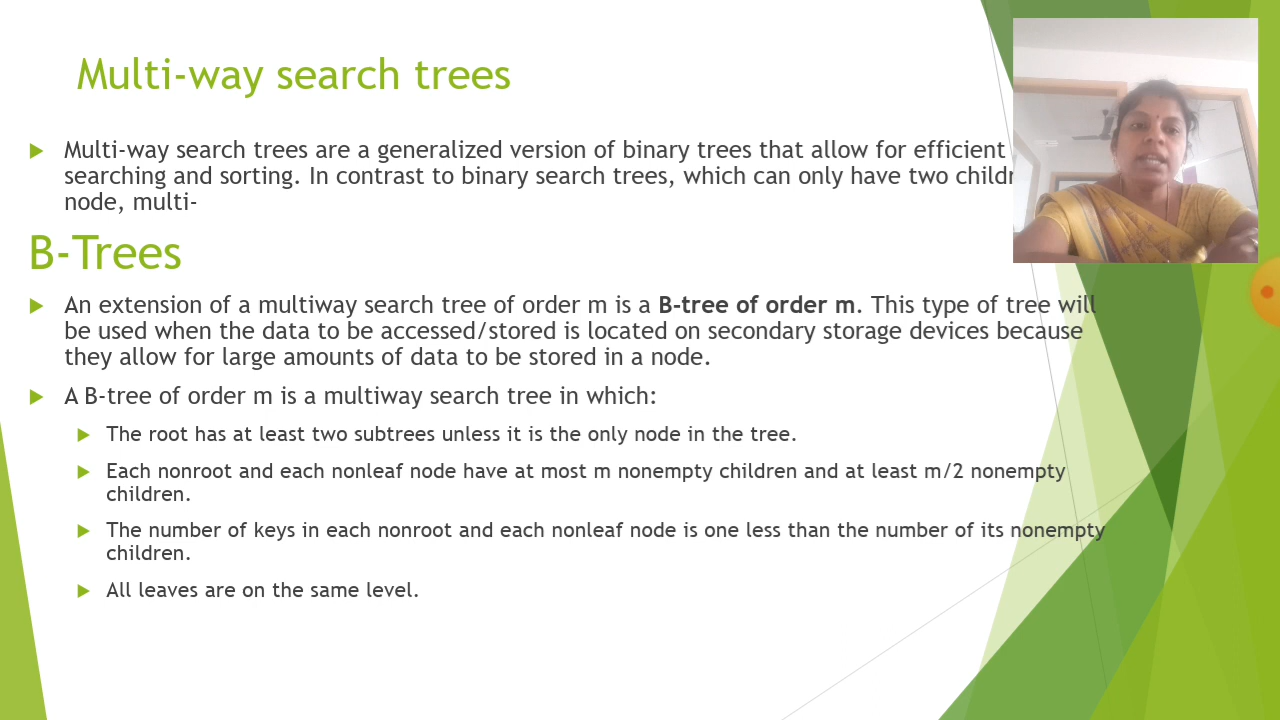 Multi-way search trees
Multi-way search trees are a generalized version of binary trees that allow for efficient
searching and sorting. In contrast to binary search trees, which can only have two
node, multi-
B-Trees
An extension of a multiway search tree of order m is a B-tree of order m. This type of tree will
be used when the data to be accessed/stored is located on secondary storage devices because
they allow for large amounts of data to be stored in a node.
A B-tree of order m is a multiway search tree in which:
The root has at least two subtrees unless it is the only node in the tree.
Each nonroot and each nonleaf node have at most m nonempty children and at least m/2 nonempty
children.
The number of keys in each nonroot and each nonleaf node is one less than the number of its nonempty
children.
All leaves are on the same level.